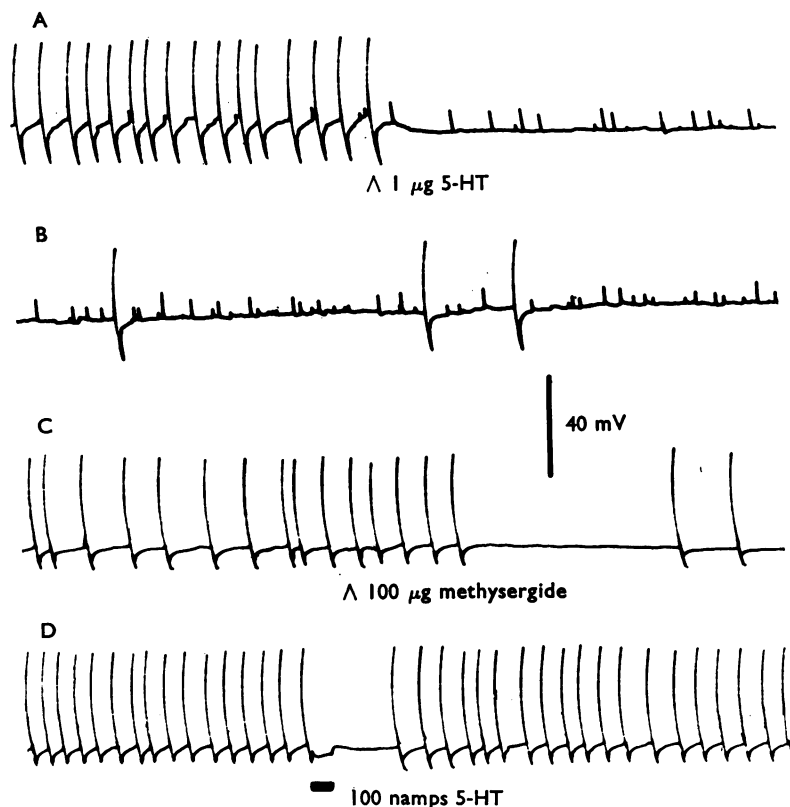 A
Λ 1 μg 5-HT
B
40 mV
C
Λ 100 μg methysergide
D
100 namps 5-HT